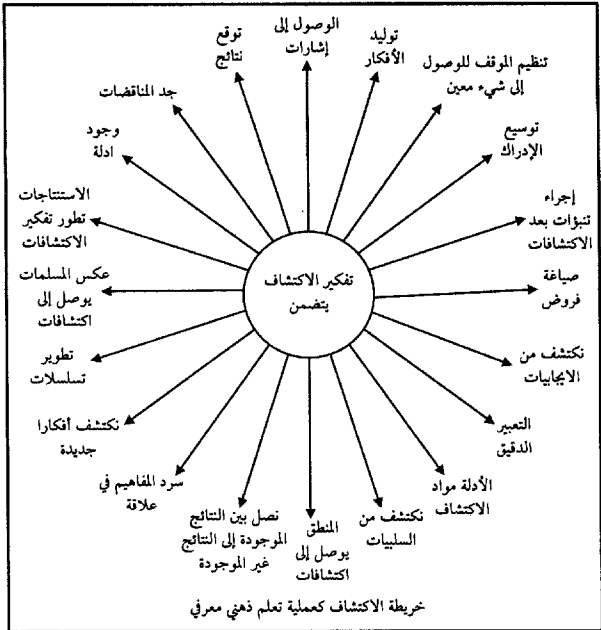 الوصول إلى
إشارات
توليد
الأفكار
تنظيم الموقف للوصول
إلى شيء معين
توسيع
الإدراك
إجراء
تنبؤات بعد
الاكتشافات
صياغة
فروض
نكتشف من
الايجابيات
التعبير
الدقيق
الأدلة مواد
الاكتشاف
نكتشف من
السلبيات
المنطق
يوصل إلى
اكتشافات
نصل بين النتائج
الموجودة إلى النتائج
غير الموجودة
سرد المفاهيم في
علاقة
نكتشف أفكارا
جديدة
تطوير
تسلسلات
عكس المسلمات
يوصل إلى
اكتشافات
الاستنتاجات
تطور تفكير
الاكتشافات
وجود
ادلة
جد المناقضات
توقع
نتائج
تفكير الاكتشاف
يتضمن
خريطة الاكتشاف كعملية تعلم ذهني معرفي